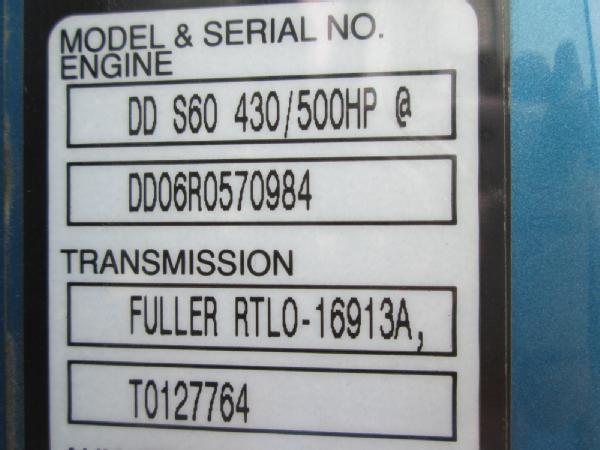 MODEL & SERIAL NO.
ENGINE
DD S60 430/500HP @
DD06R0570984
TRANSMISSION
FULLER RTLO-16913A,
T0127764